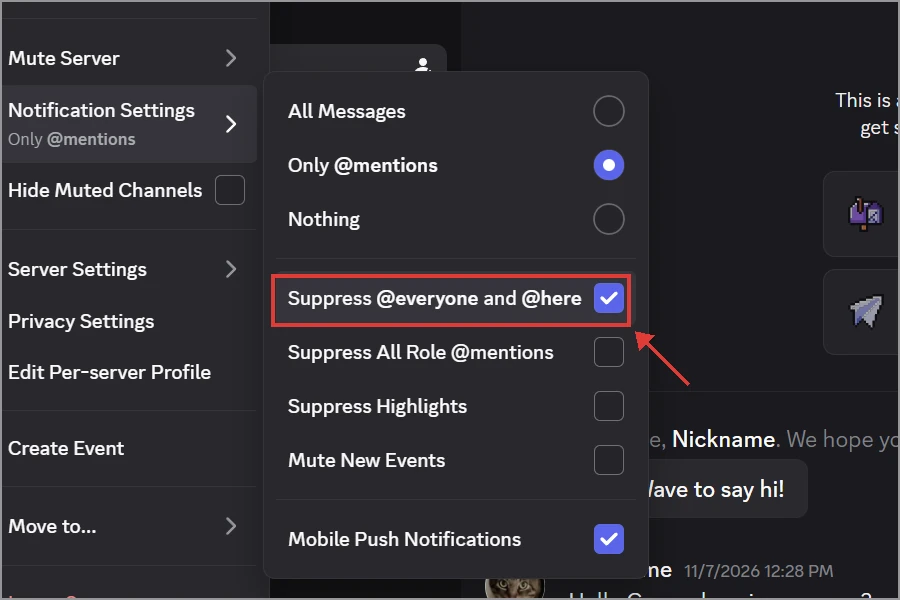 Mute Server
Notification Settings
Only @mentions
Hide Muted Channels
Server Settings
Privacy Settings
Edit Per-server Profile
Create Event
Move to...
All Messages
Only @mentions
Nothing
Suppress @everyone and @here
Suppress All Role @mentions
Suppress Highlights
Mute New Events
Mobile Push Notifications
This is
get
Nickname. We hope
to say hi!
11/7/2026 12:28 PM